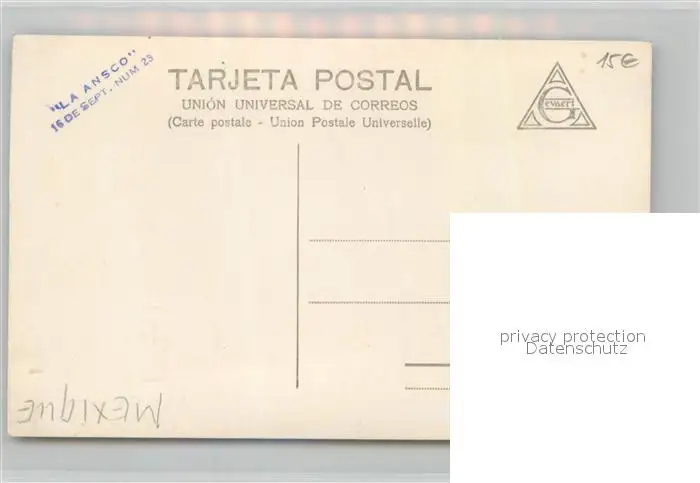 "LA ANSCO"
16 DE SEPT. NUM 23
TARJETA POSTAL
UNIÓN UNIVERSAL DE CORREOS
(Carte postale - Union Postale Universelle)
Gevaert
15€
privacy protection
Datenschutz
MEXIQUE